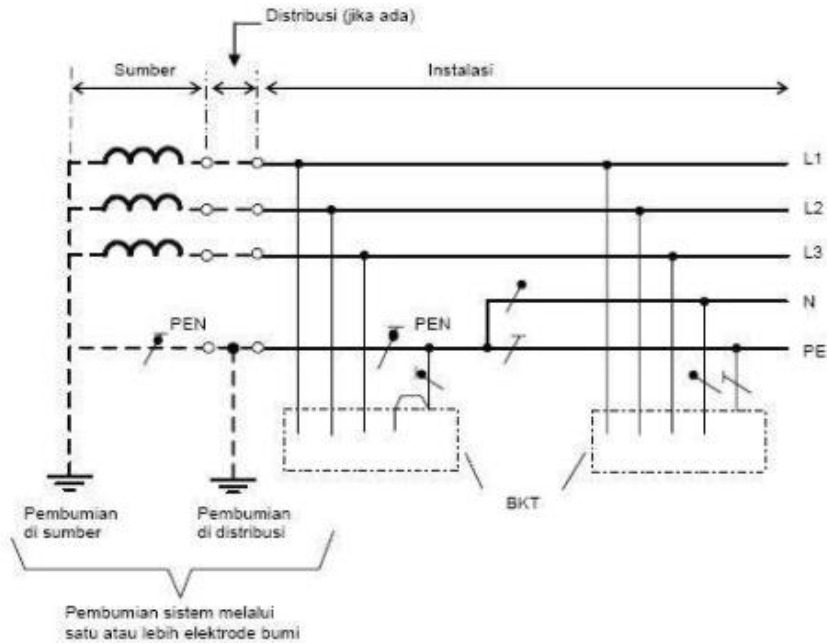 Distribusi (jika ada)
Sumber
Instalasi
L1
L2
L3
N
PEN
PEN
PE
BKT
Pembumian
di sumber
Pembumian
di distribusi
Pembumian sistem melalui
satu atau lebih elektrode bumi